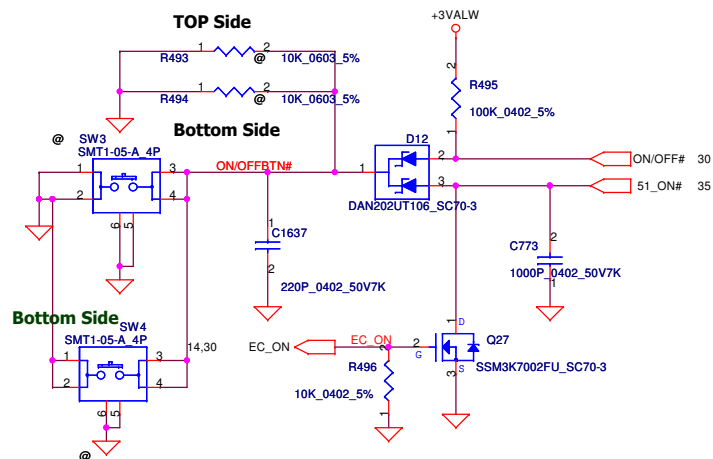 TOP Side
+3VALW
1
2
R493
@
10K_0603_5%
1
2
R494
@
10K_0603_5%
2
R495
100K_0402_5%
1
Bottom Side
@
SW3
SMT1-05-A_4P
1
3
2
4
6
5
ON/OFFBTN#
D12
1
2
3
DAN202UT106_SC70-3
ON/OFF# 30
51_ON# 35
1
C1637
2
220P_0402_50V7K
2
C773
1
1000P_0402_50V7K
Bottom Side
SW4
SMT1-05-A_4P
1
3
2
4
6
5
14,30
@
EC_ON
EC_ON
2
R496
10K_0402_5%
1
1
D
2
G
Q27
S
3
SSM3K7002FU_SC70-3